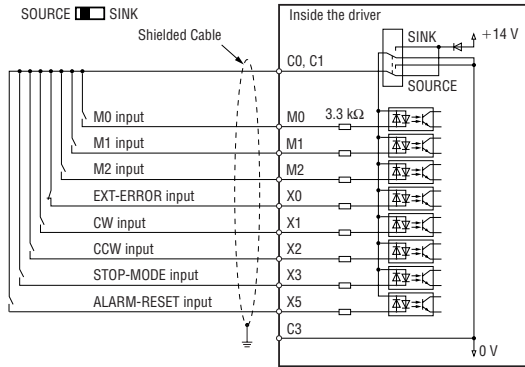 SOURCE SINK
Shielded Cable
Inside the driver
SINK
+14 V
C0, C1
SOURCE
M0 input
M0
3.3 kΩ
M1 input
M1
M2 input
M2
EXT-ERROR input
X0
CW input
X1
CCW input
X2
STOP-MODE input
X3
ALARM-RESET input
X5
C3
0 V